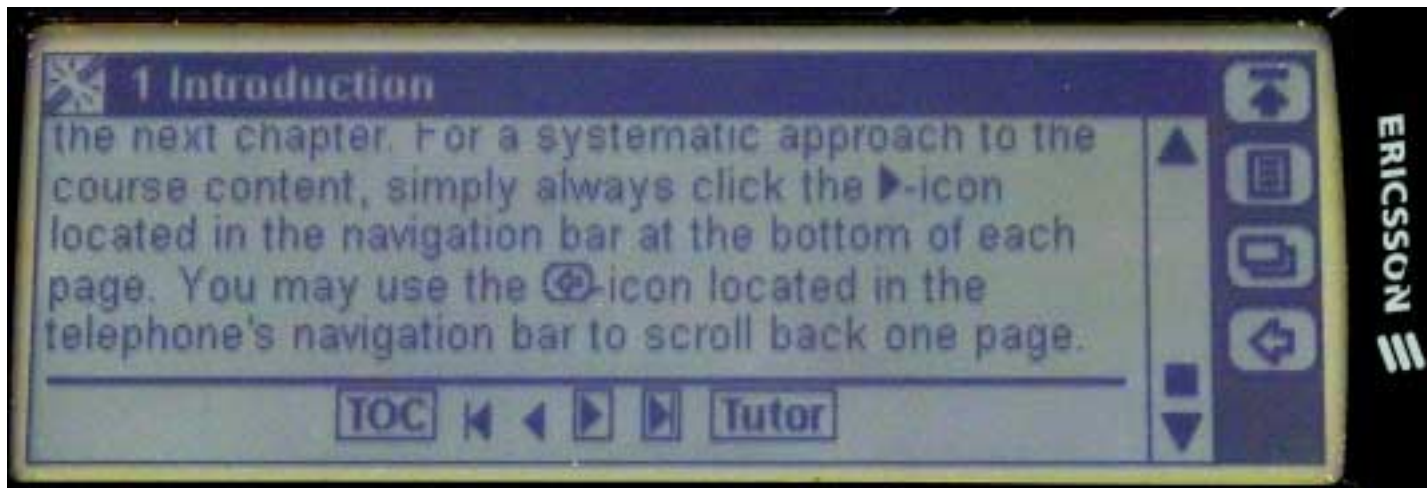 1 Introduction
the next chapter. For a systematic approach to the
course content, simply always click the ▶-icon
located in the navigation bar at the bottom of each
page. You may use the -icon located in the
telephone's navigation bar to scroll back one page.
TOC Tutor
ERICSSON